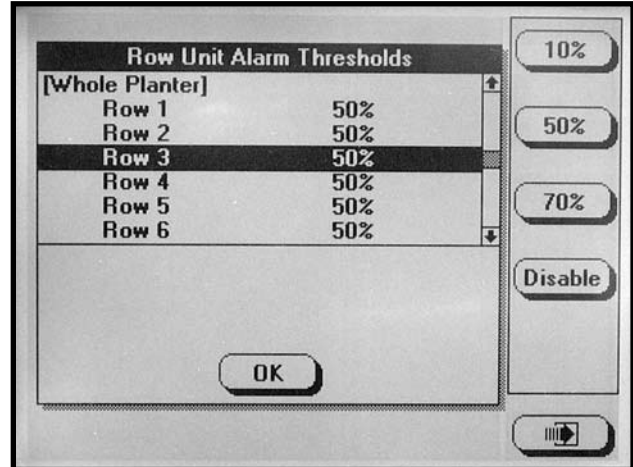 Row Unit Alarm Thresholds
[Whole Planter]
Row 1 50%
Row 2 50%
Row 3 50%
Row 4 50%
Row 5 50%
Row 6 50%
OK
10%
50%
70%
Disable